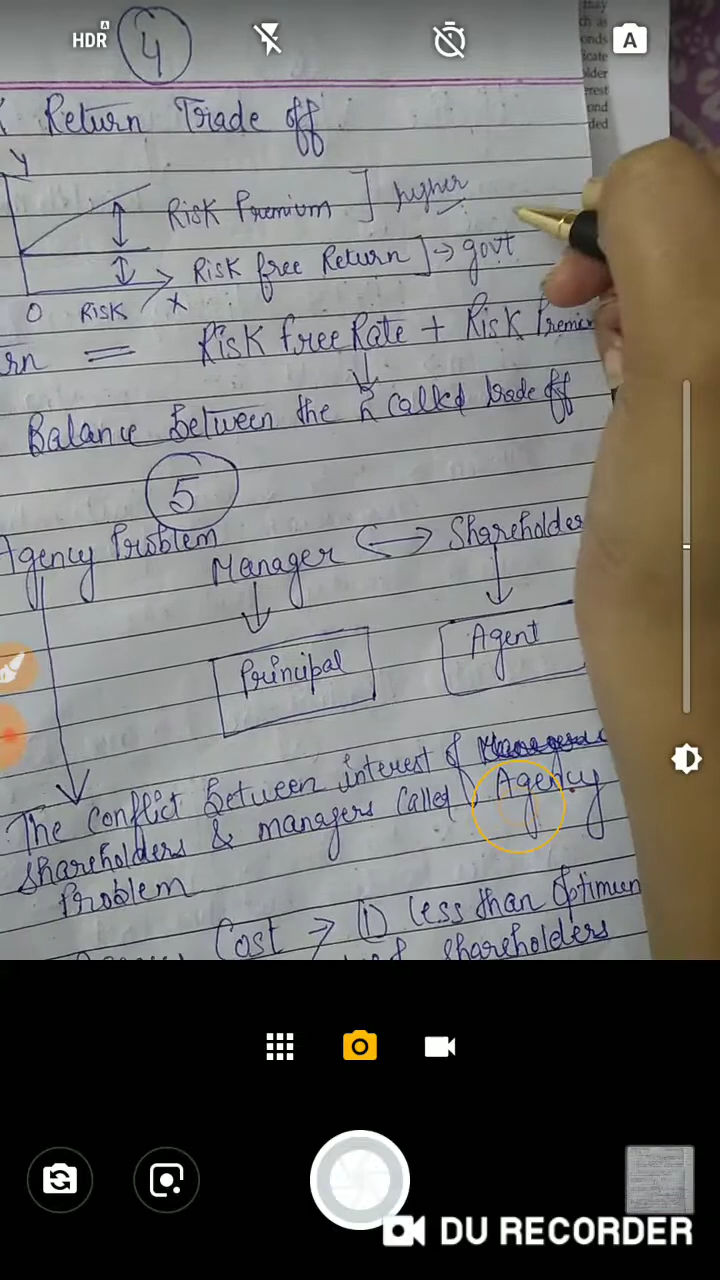 HDR A
A
4
Return Trade off
Y
Risk Premium ] higher
Risk free Return ] → govt
O Risk X
rn = Risk free Rate + Risk Premium
Balance between the 2 called trade off
5
Agency Problem
Manager ↔ Shareholder
Principal
Agent
The conflict Between interest of
shareholders & managers called Agency
Problem
Cost → (1) less than Optimum
shareholders
DU RECORDER